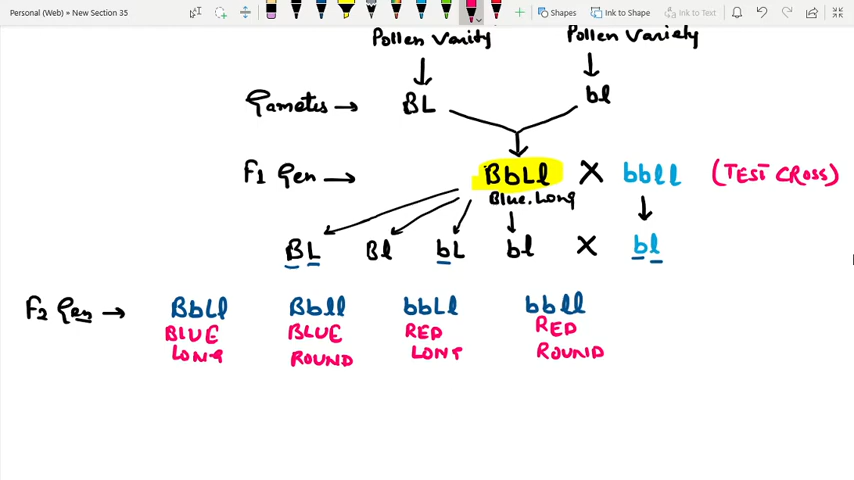 Personal (Web) » New Section 35
Shapes
Ink to Shape
Ink to Text
Pollen Varity
Pollen Variety
Gametes → BL bl
F1 Gen → BbLl X bbll (TEST CROSS)
Blue, Long
BL Bl bL bl X bl
F2 Gen → BbLl Bbll bbLl bbll
BLUE BLUE RED RED
LONG ROUND LONG ROUND